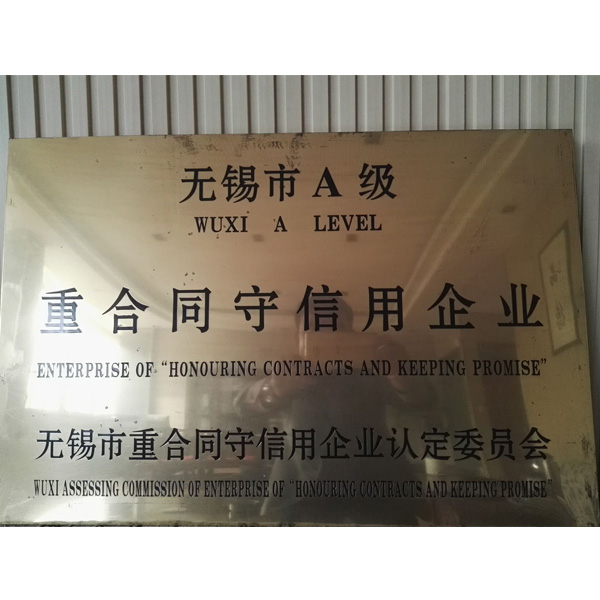 无锡市 A 级
WUXI A LEVEL
重合同守信用企业
ENTERPRISE OF “HONOURING CONTRACTS AND KEEPING PROMISE”
无锡市重合同守信用企业认定委员会
WUXI ASSESSING COMMISSION OF ENTERPRISE OF “HONOURING CONTRACTS AND KEEPING PROMISE”